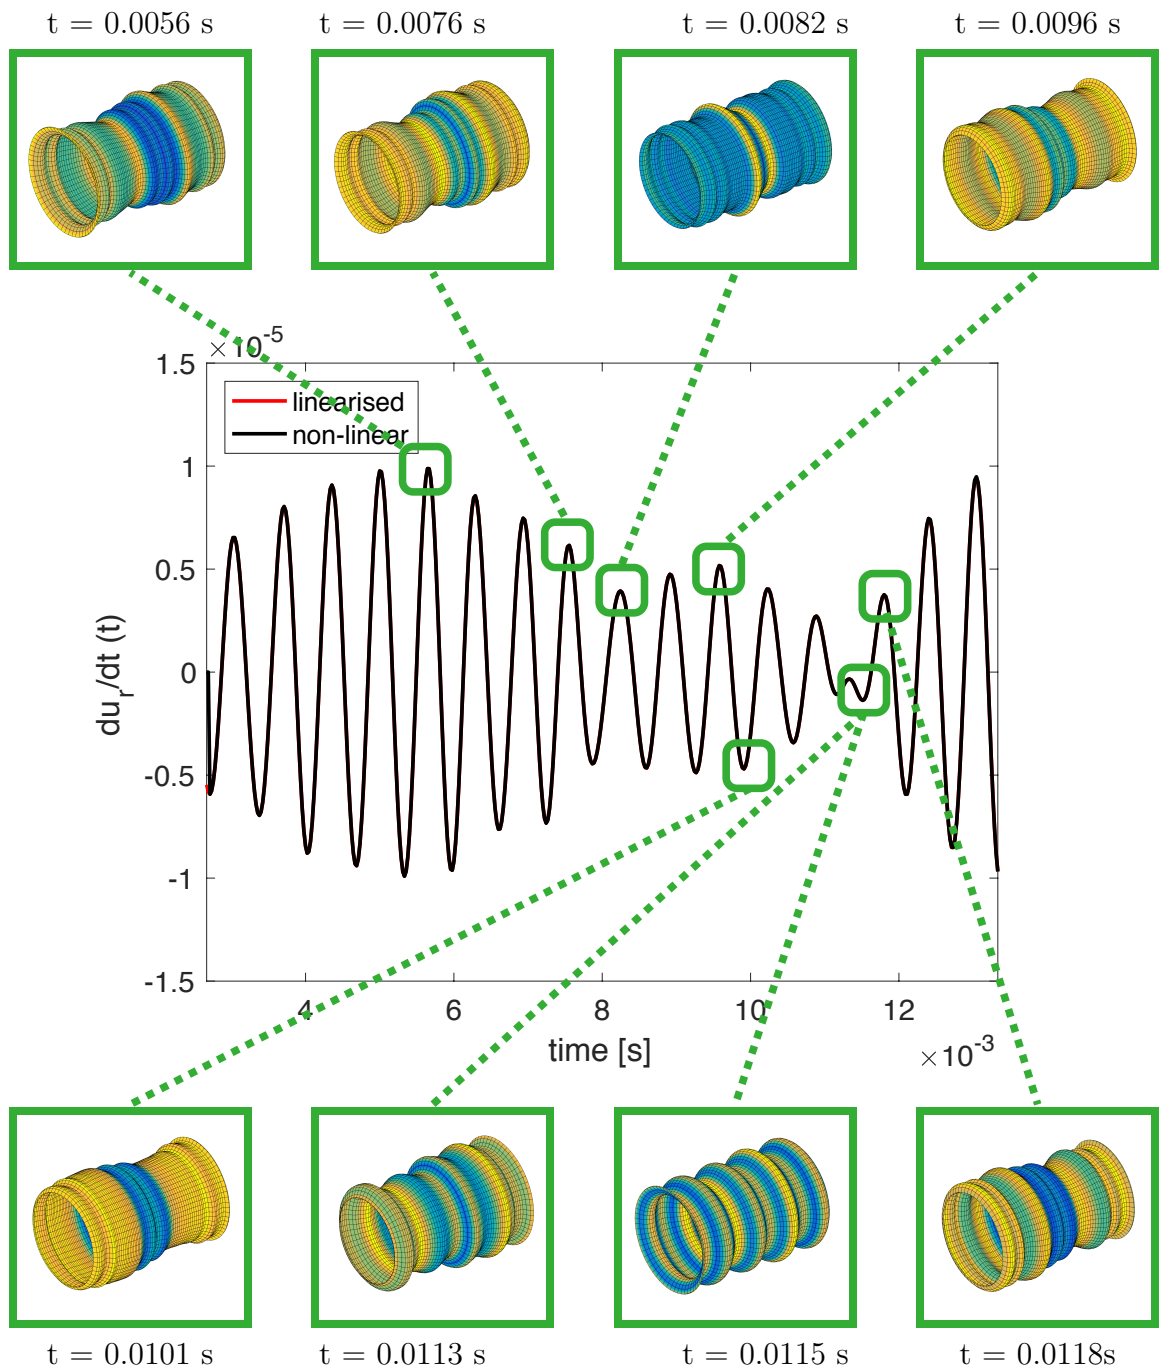 t = 0.0056 s
t = 0.0076 s
t = 0.0082 s
t = 0.0096 s
× 10-5
1.5
linearised
non-linear
1
0.5
0
-0.5
-1
-1.5
du_r/dt (t)
4
6
8
10
12
time [s]
×10-3
t = 0.0101 s
t = 0.0113 s
t = 0.0115 s
t = 0.0118s